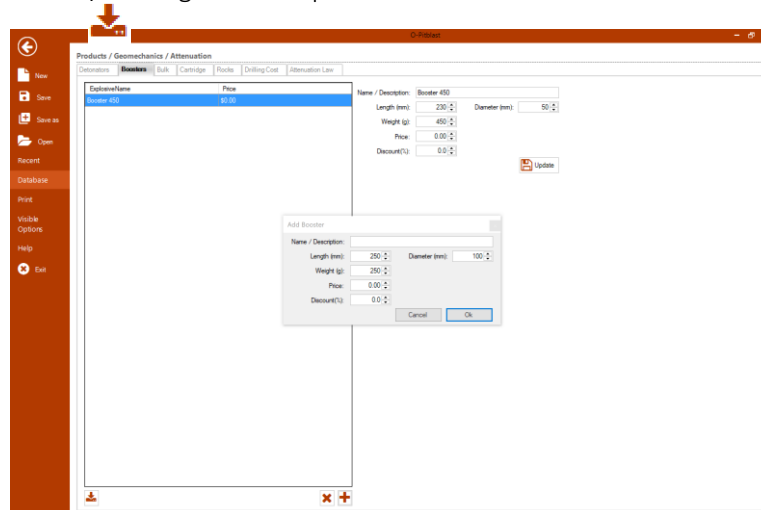 O-Pitblast
Products / Geomechanics / Attenuation
Detonators Boosters Bulk Cartridge Rocks Drilling Cost Attenuation Law
New
Save
Save as
Open
Recent
Database
Print
Visible
Options
Help
Exit
ExplosiveName Price
Booster 450 $0.00
Name / Description: Booster 450
Length (mm): 230 Diameter (mm): 50
Weight (g): 450
Price: 0.00
Discount(%): 0.0
Update
Add Booster
Name / Description:
Length (mm): 250 Diameter (mm): 100
Weight (g): 250
Price: 0.00
Discount(%): 0.0
Cancel Ok